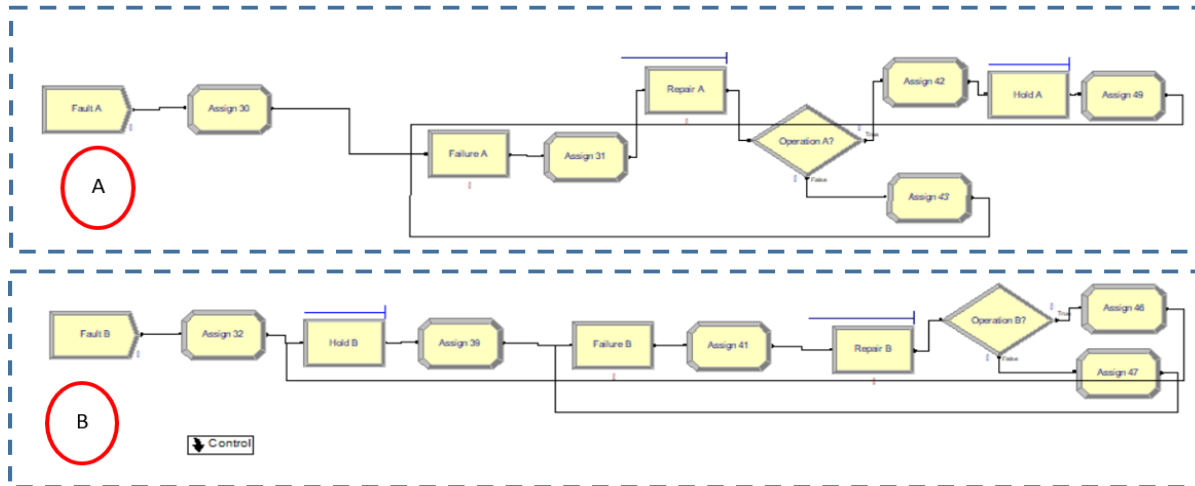 Fault A
Assign 30
Failure A
Assign 31
Repair A
Operation A?
True
False
Assign 42
Hold A
Assign 49
Assign 43
A
Fault B
Assign 32
Hold B
Assign 39
Failure B
Assign 41
Repair B
Operation B?
True
False
Assign 46
Assign 47
B
Control